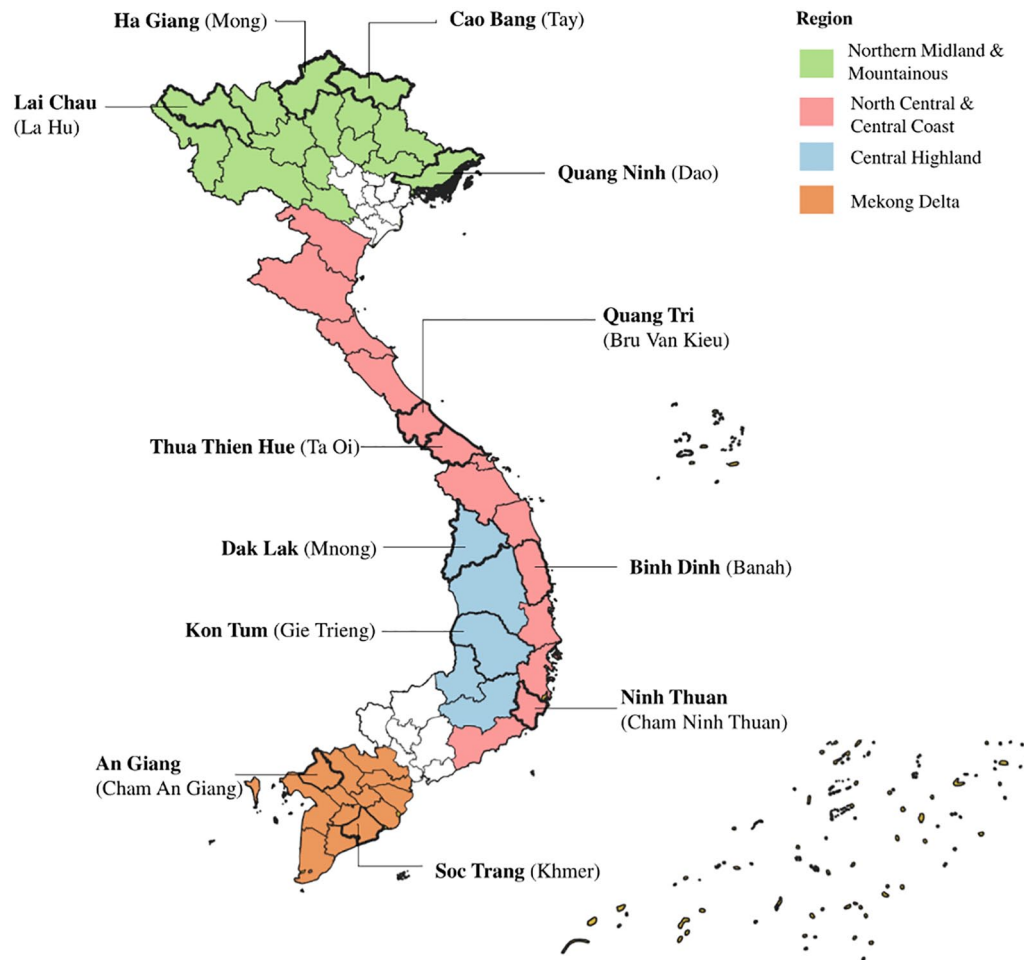 Ha Giang (Mong)
Cao Bang (Tay)
Lai Chau
(La Hu)
Quang Ninh (Dao)
Region
Northern Midland &
Mountainous
North Central &
Central Coast
Central Highland
Mekong Delta
Quang Tri
(Bru Van Kieu)
Thua Thien Hue (Ta Oi)
Dak Lak (Mnong)
Binh Dinh (Banah)
Kon Tum (Gie Trieng)
Ninh Thuan
(Cham Ninh Thuan)
An Giang
(Cham An Giang)
Soc Trang (Khmer)